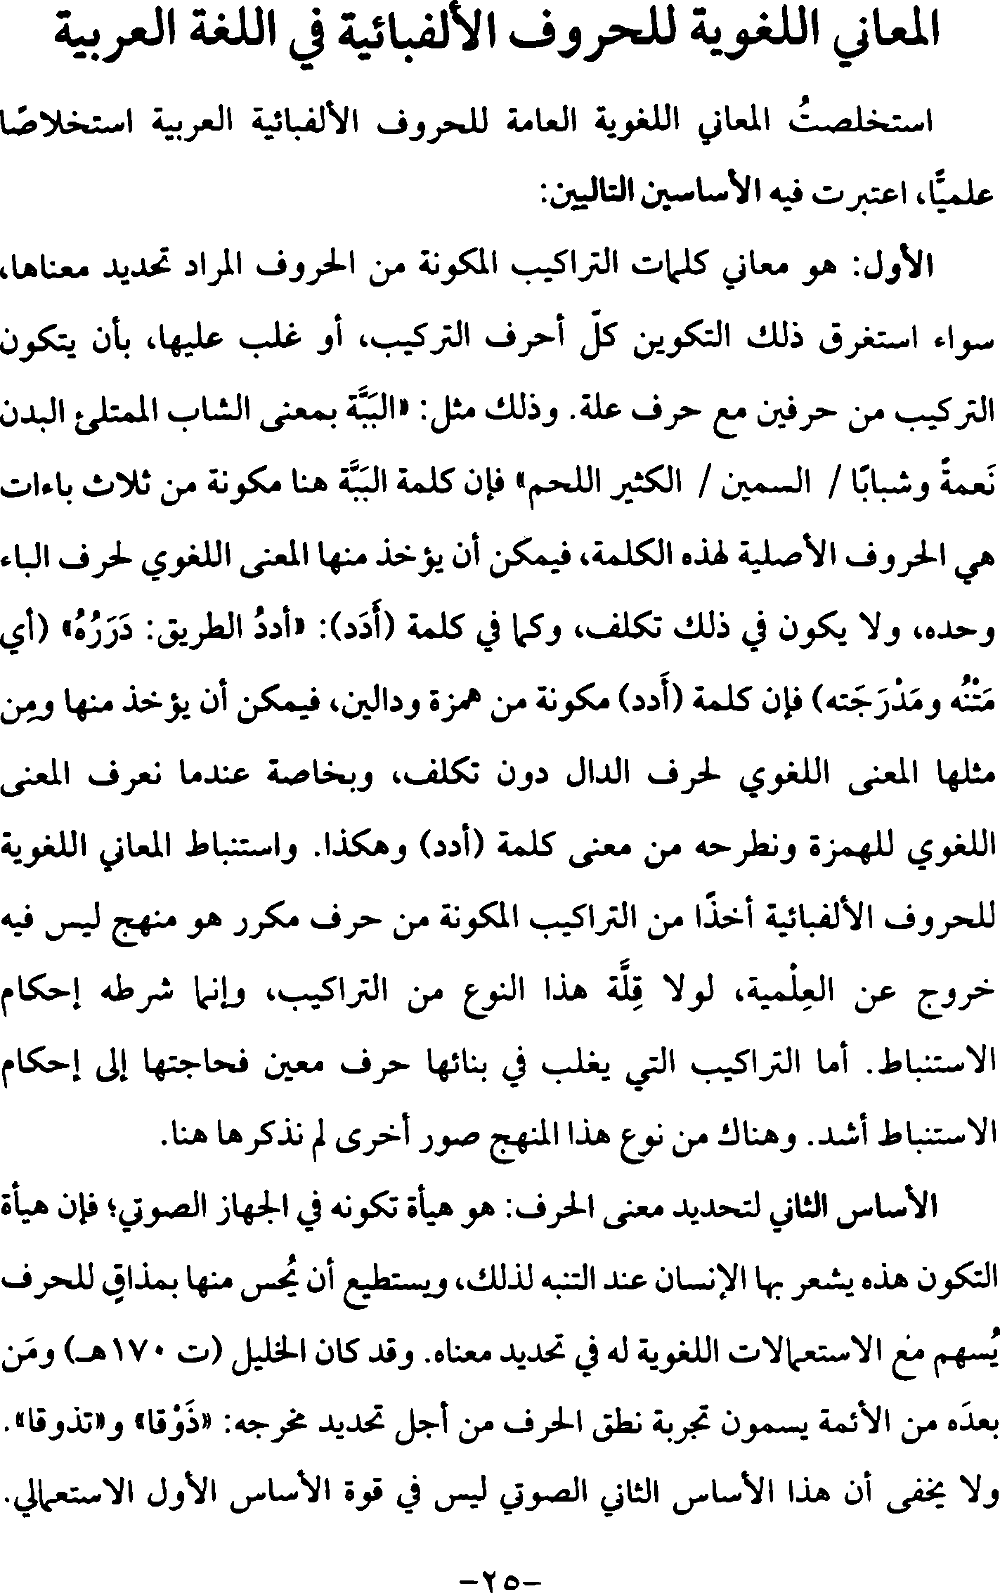 المعاني اللغوية للحروف الألفبائية في اللغة العربية
استخلصتُ المعاني اللغوية العامة للحروف الألفبائية العربية استخلاصًا
علميًّا، اعتبرت فيه الأساسين التاليين:
الأول: هو معاني كلمات التراكيب المكونة من الحروف المراد تحديد معناها،
سواء استغرق ذلك التكوين كلّ أحرف التركيب، أو غلب عليها، بأن يتكون
التركيب من حرفين مع حرف علة. وذلك مثل: «البَبَّة بمعنى الشاب الممتلئ البدن
نَعمةً وشبابًا / السمين / الكثير اللحم» فإن كلمة البَبَّة هنا مكونة من ثلاث باءات
هي الحروف الأصلية لهذه الكلمة، فيمكن أن يؤخذ منها المعنى اللغوي لحرف الباء
وحده، ولا يكون في ذلك تكلف، وكما في كلمة (أَدَد): «أددُ الطريق: دَرَرُهُ» (أي
مَتْنُه ومَدْرَجَته) فإن كلمة (أَدد) مكونة من همزة ودالين، فيمكن أن يؤخذ منها ومِن
مثلها المعنى اللغوي لحرف الدال دون تكلف، وبخاصة عندما نعرف المعنى
اللغوي للهمزة ونطرحه من معنى كلمة (أدد) وهكذا. واستنباط المعاني اللغوية
للحروف الألفبائية أخذًا من التراكيب المكونة من حرف مكرر هو منهج ليس فيه
خروج عن العِلْمية، لولا قِلَّة هذا النوع من التراكيب، وإنما شرطه إحكام
الاستنباط. أما التراكيب التي يغلب في بنائها حرف معين فحاجتها إلى إحكام
الاستنباط أشد. وهناك من نوع هذا المنهج صور أخرى لم نذكرها هنا.
الأساس الثاني لتحديد معنى الحرف: هو هيأة تكونه في الجهاز الصوتي؛ فإن هيأة
التكون هذه يشعر بها الإنسان عند التنبه لذلك، ويستطيع أن يُحس منها بمذاقٍ للحرف
يُسهم مع الاستعمالات اللغوية له في تحديد معناه. وقد كان الخليل (ت ١٧٠هـ) ومَن
بعدَه من الأئمة يسمون تجربة نطق الحرف من أجل تحديد مخرجه: «ذَوْقا» و«تذوقا».
ولا يخفى أن هذا الأساس الثاني الصوتي ليس في قوة الأساس الأول الاستعمالي.
-٢٥-